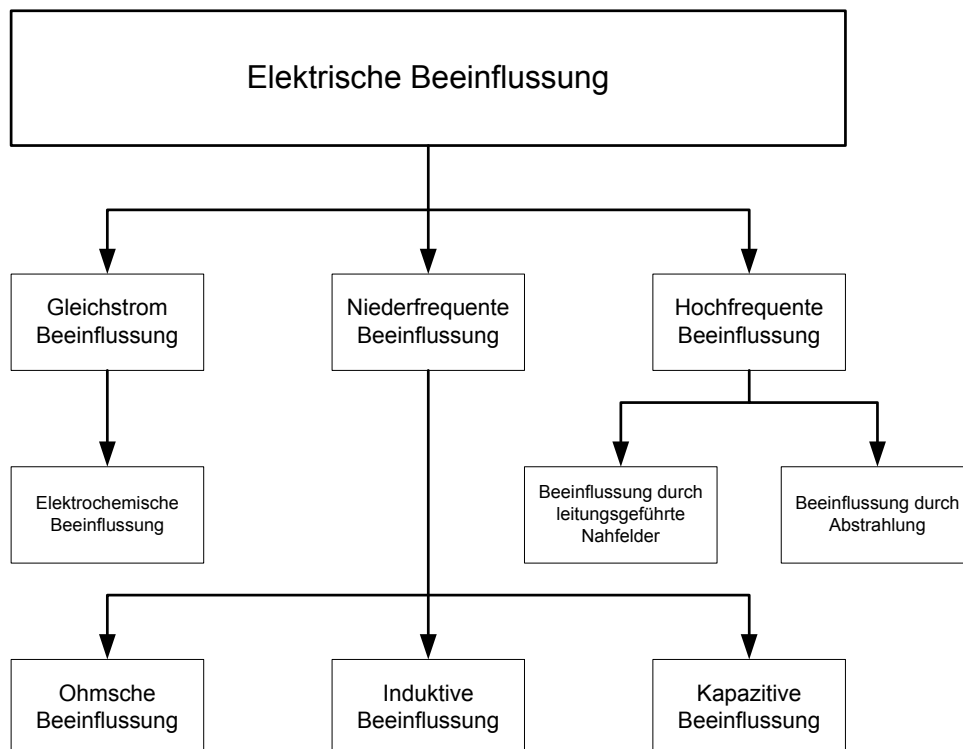 Elektrische Beeinflussung
Gleichstrom
Beeinflussung
Niederfrequente
Beeinflussung
Hochfrequente
Beeinflussung
Elektrochemische
Beeinflussung
Beeinflussung durch
leitungsgeführte
Nahfelder
Beeinflussung durch
Abstrahlung
Ohmsche
Beeinflussung
Induktive
Beeinflussung
Kapazitive
Beeinflussung